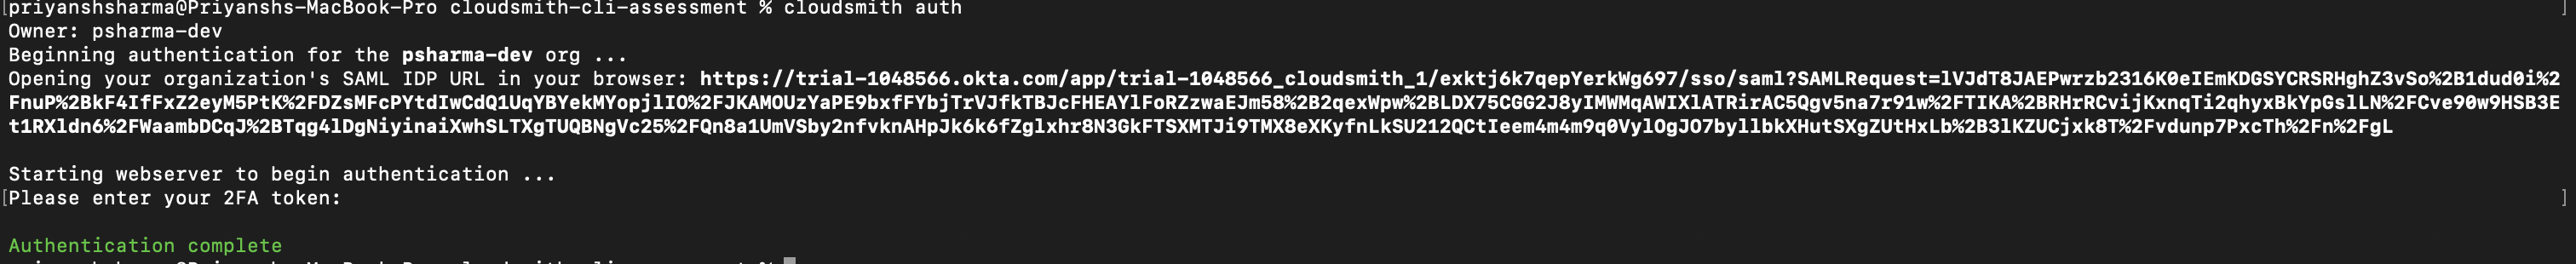 priyanshsharma@Priyanshs-MacBook-Pro cloudsmith-cli-assessment % cloudsmith auth
Owner: psharma-dev
Beginning authentication for the psharma-dev org ...
Opening your organization's SAML IDP URL in your browser: https://trial-1048566.okta.com/app/trial-1048566_cloudsmith_1/exktj6k7qepYerkWg697/sso/saml?SAMLRequest=lVJdT8JAEPwrzb2316K0eIEmKDGSYCRSRHghZ3vSo%2B1dud0i%2
FnuP%2BkF4IfFxZ2eyM5PtK%2FDZsMFcPYtdIwCdQ1UqYBYekMYopjlIO%2FJKAMOUzYaPE9bxfFYbjTrVJfkTBJcFHEAYlFoRZzwaEJm58%2B2qexWpw%2BLDX75CGG2J8yIMWMqAWIXlATRirAC5Qgv5na7r91w%2FTIKA%2BRHrRCvijKxnqTi2qhyxBkYpGslLN%2FCve90w9HSB3E
t1RXldn6%2FWaambDCqJ%2BTqg4lDgNiyinaiXwhSLTXgTUQBNgVc25%2FQn8a1UmVSby2nfvknAHpJk6k6fZglxhr8N3GkFTSXMTJi9TMX8eXKyfnLkSU212QCtIeem4m4m9q0VylOgJO7byllbkXHutSXgZUtHxLb%2B3lKZUCjxk8T%2Fvdunp7PxcTh%2Fn%2FgL
Starting webserver to begin authentication ...
Please enter your 2FA token:
Authentication complete